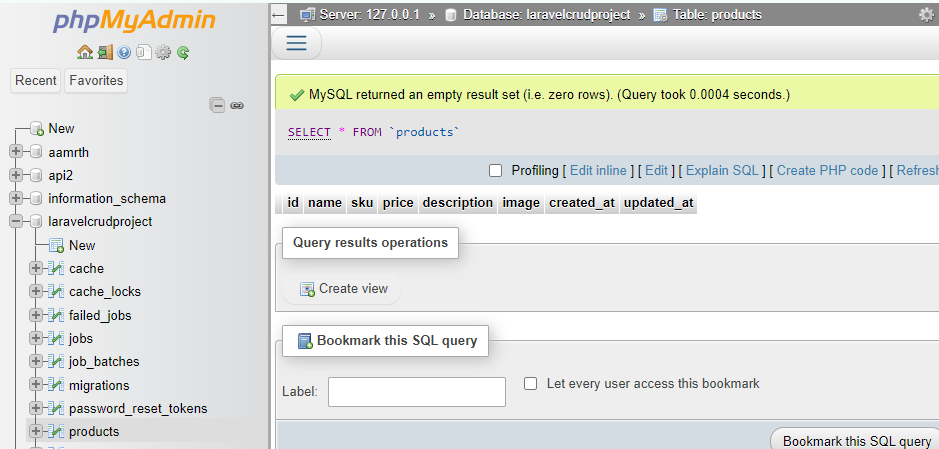 phpMyAdmin
Recent Favorites
New
aamrth
api2
information_schema
laravelcrudproject
New
cache
cache_locks
failed_jobs
jobs
job_batches
migrations
password_reset_tokens
products
Server: 127.0.0.1 » Database: laravelcrudproject » Table: products
MySQL returned an empty result set (i.e. zero rows). (Query took 0.0004 seconds.)
SELECT * FROM `products`
Profiling [ Edit inline ] [ Edit ] [ Explain SQL ] [ Create PHP code ] [ Refresh
id name sku price description image created_at updated_at
Query results operations
Create view
Bookmark this SQL query
Label:
Let every user access this bookmark
Bookmark this SQL query